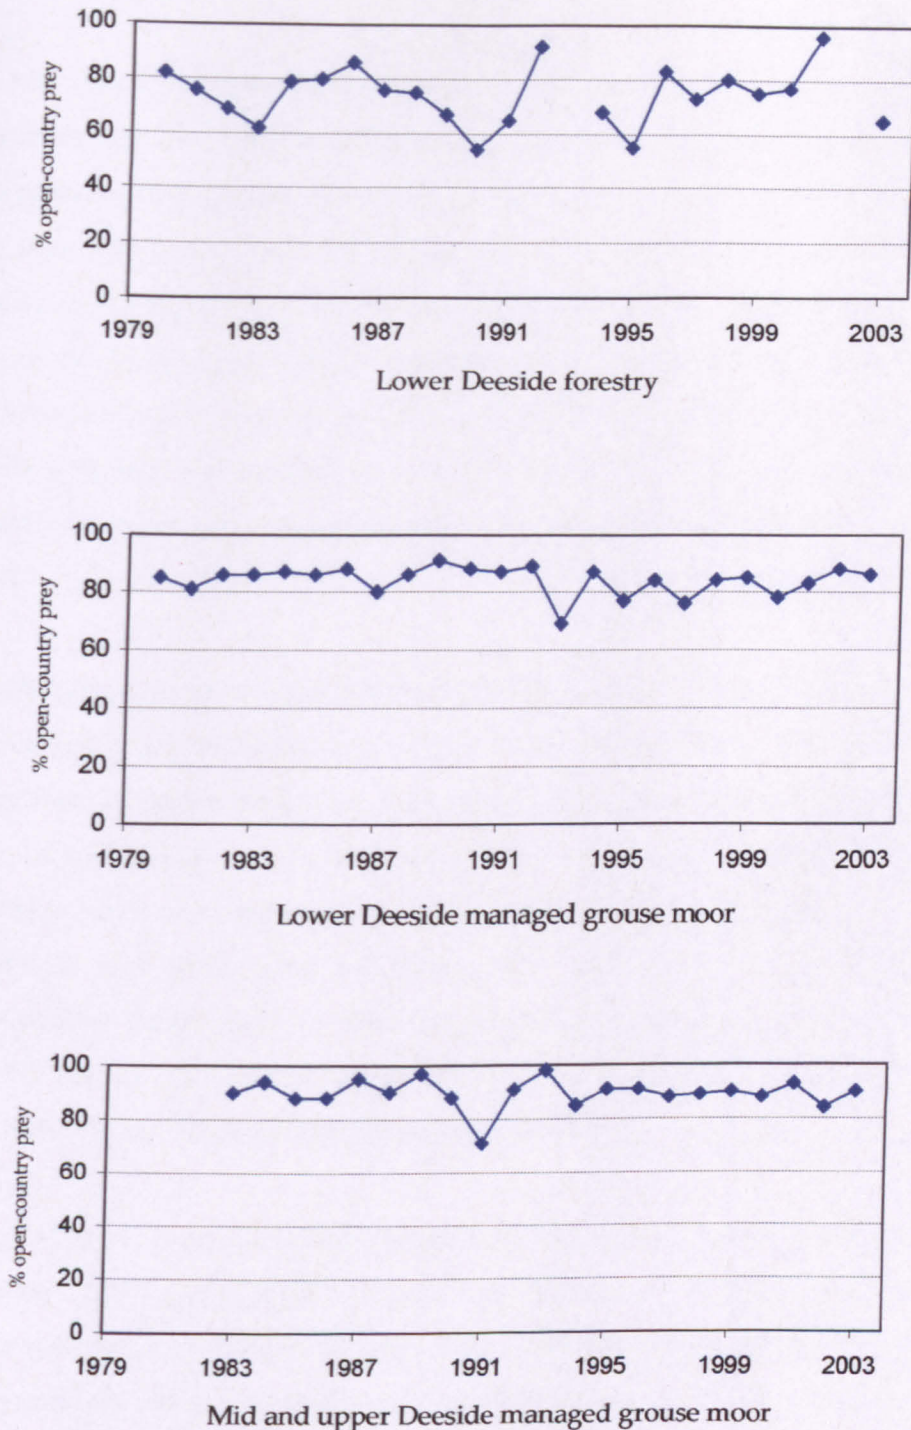 % open-country prey
100
80
60
40
20
0
1979 1983 1987 1991 1995 1999 2003
Lower Deeside forestry
% open-country prey
100
80
60
40
20
0
1979 1983 1987 1991 1995 1999 2003
Lower Deeside managed grouse moor
% open-country prey
100
80
60
40
20
0
1979 1983 1987 1991 1995 1999 2003
Mid and upper Deeside managed grouse moor